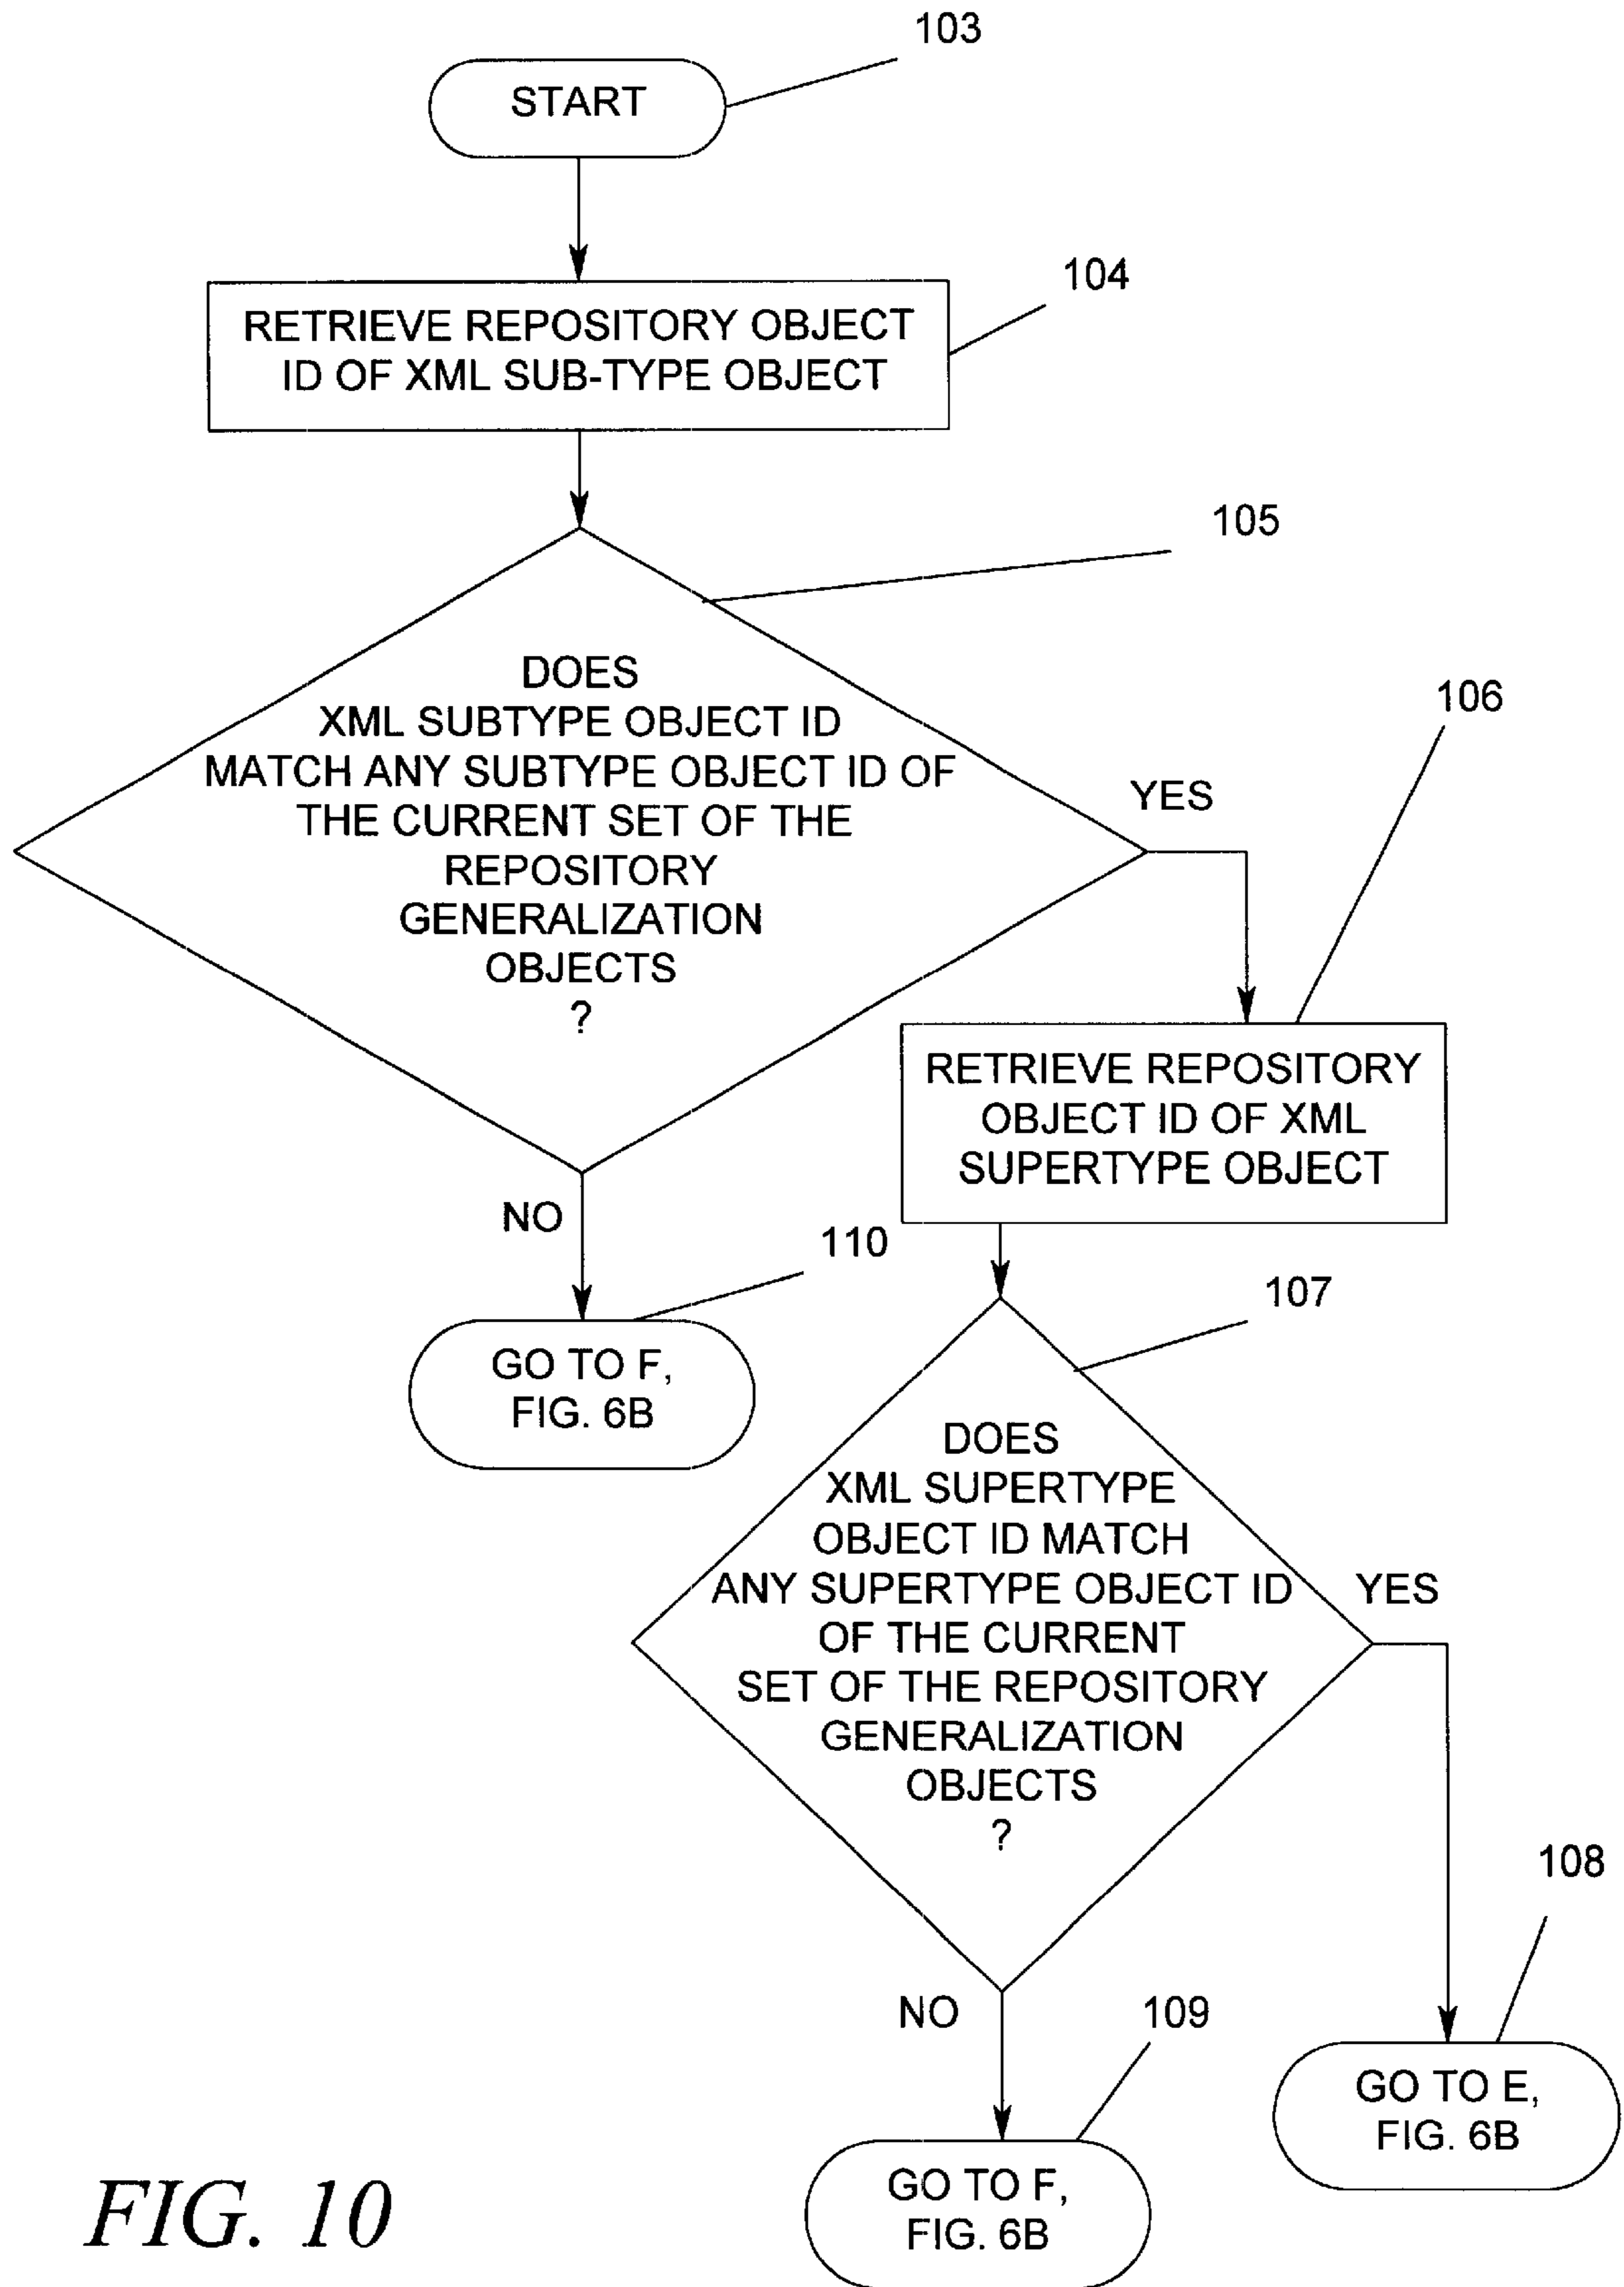 103
START
104
RETRIEVE REPOSITORY OBJECT
ID OF XML SUB-TYPE OBJECT
105
DOES
XML SUBTYPE OBJECT ID
MATCH ANY SUBTYPE OBJECT ID OF
THE CURRENT SET OF THE
REPOSITORY
GENERALIZATION
OBJECTS
?
YES
106
RETRIEVE REPOSITORY
OBJECT ID OF XML
SUPERTYPE OBJECT
NO
110
GO TO F,
FIG. 6B
107
DOES
XML SUPERTYPE
OBJECT ID MATCH
ANY SUPERTYPE OBJECT ID
OF THE CURRENT
SET OF THE REPOSITORY
GENERALIZATION
OBJECTS
?
YES
108
GO TO E,
FIG. 6B
NO
109
GO TO F,
FIG. 6B
FIG. 10